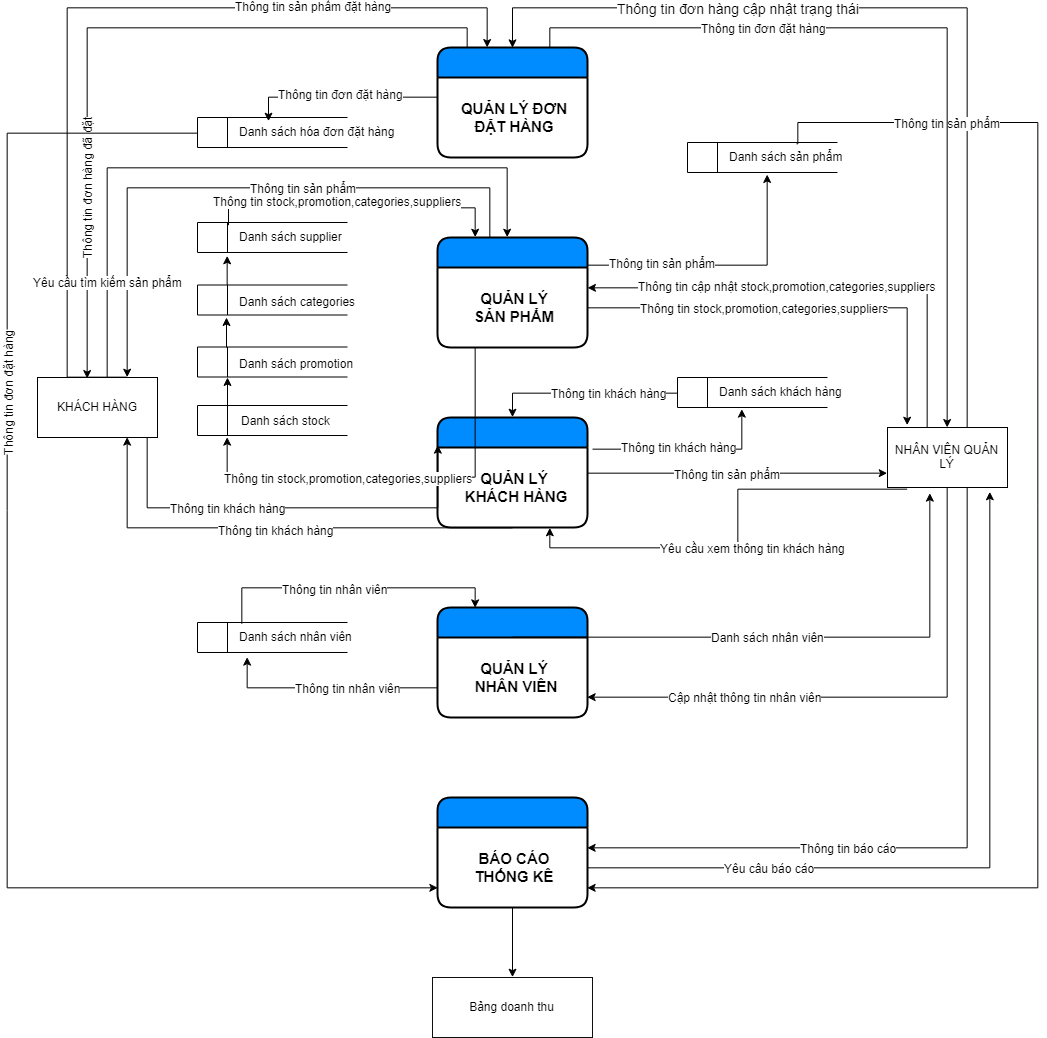 Thông tin sản phẩm đặt hàng
Thông tin đơn hàng cập nhật trạng thái
Thông tin đơn đặt hàng
QUẢN LÝ ĐƠN
ĐẶT HÀNG
Thông tin đơn đặt hàng
Danh sách hóa đơn đặt hàng
Thông tin sản phẩm
Danh sách sản phẩm
Thông tin đơn hàng đã đặt
Thông tin sản phẩm
Thông tin stock,promotion,categories,suppliers
Danh sách supplier
QUẢN LÝ
SẢN PHẨM
Thông tin sản phẩm
Yêu cầu tìm kiếm sản phẩm
Thông tin cập nhật stock,promotion,categories,suppliers
Danh sách categories
Thông tin stock,promotion,categories,suppliers
Thông tin đơn đặt hàng
Danh sách promotion
KHÁCH HÀNG
Thông tin khách hàng
Danh sách khách hàng
Danh sách stock
Thông tin khách hàng
NHÂN VIÊN QUẢN
LÝ
QUẢN LÝ
KHÁCH HÀNG
Thông tin stock,promotion,categories,suppliers
Thông tin sản phẩm
Thông tin khách hàng
Thông tin khách hàng
Yêu cầu xem thông tin khách hàng
Thông tin nhân viên
Danh sách nhân viên
QUẢN LÝ
NHÂN VIÊN
Danh sách nhân viên
Thông tin nhân viên
Cập nhật thông tin nhân viên
BÁO CÁO
THỐNG KÊ
Thông tin báo cáo
Yêu câu báo cáo
Bảng doanh thu